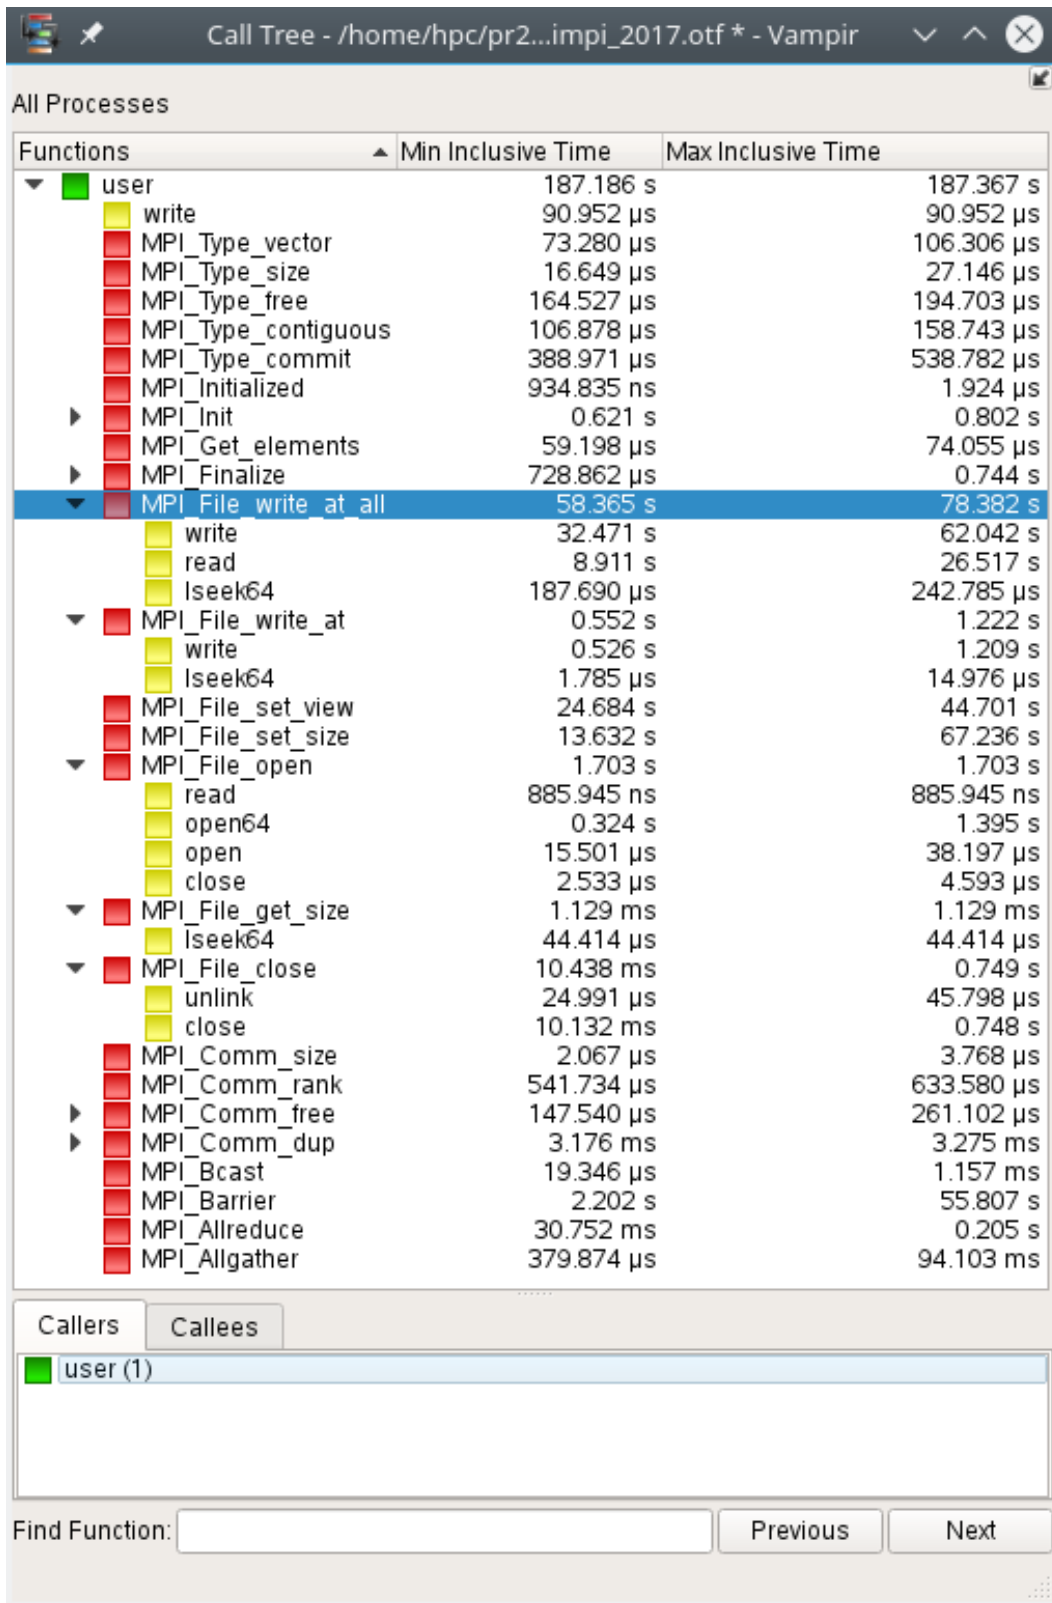 Call Tree - /home/hpc/pr2...impi_2017.otf * - Vampir
All Processes
Functions Min Inclusive Time Max Inclusive Time
user 187.186 s 187.367 s
write 90.952 µs 90.952 µs
MPI_Type_vector 73.280 µs 106.306 µs
MPI_Type_size 16.649 µs 27.146 µs
MPI_Type_free 164.527 µs 194.703 µs
MPI_Type_contiguous 106.878 µs 158.743 µs
MPI_Type_commit 388.971 µs 538.782 µs
MPI_Initialized 934.835 ns 1.924 µs
MPI_Init 0.621 s 0.802 s
MPI_Get_elements 59.198 µs 74.055 µs
MPI_Finalize 728.862 µs 0.744 s
MPI_File_write_at_all 58.365 s 78.382 s
write 32.471 s 62.042 s
read 8.911 s 26.517 s
lseek64 187.690 µs 242.785 µs
MPI_File_write_at 0.552 s 1.222 s
write 0.526 s 1.209 s
lseek64 1.785 µs 14.976 µs
MPI_File_set_view 24.684 s 44.701 s
MPI_File_set_size 13.632 s 67.236 s
MPI_File_open 1.703 s 1.703 s
read 885.945 ns 885.945 ns
open64 0.324 s 1.395 s
open 15.501 µs 38.197 µs
close 2.533 µs 4.593 µs
MPI_File_get_size 1.129 ms 1.129 ms
lseek64 44.414 µs 44.414 µs
MPI_File_close 10.438 ms 0.749 s
unlink 24.991 µs 45.798 µs
close 10.132 ms 0.748 s
MPI_Comm_size 2.067 µs 3.768 µs
MPI_Comm_rank 541.734 µs 633.580 µs
MPI_Comm_free 147.540 µs 261.102 µs
MPI_Comm_dup 3.176 ms 3.275 ms
MPI_Bcast 19.346 µs 1.157 ms
MPI_Barrier 2.202 s 55.807 s
MPI_Allreduce 30.752 ms 0.205 s
MPI_Allgather 379.874 µs 94.103 ms
Callers Callees
user (1)
Find Function: Previous Next